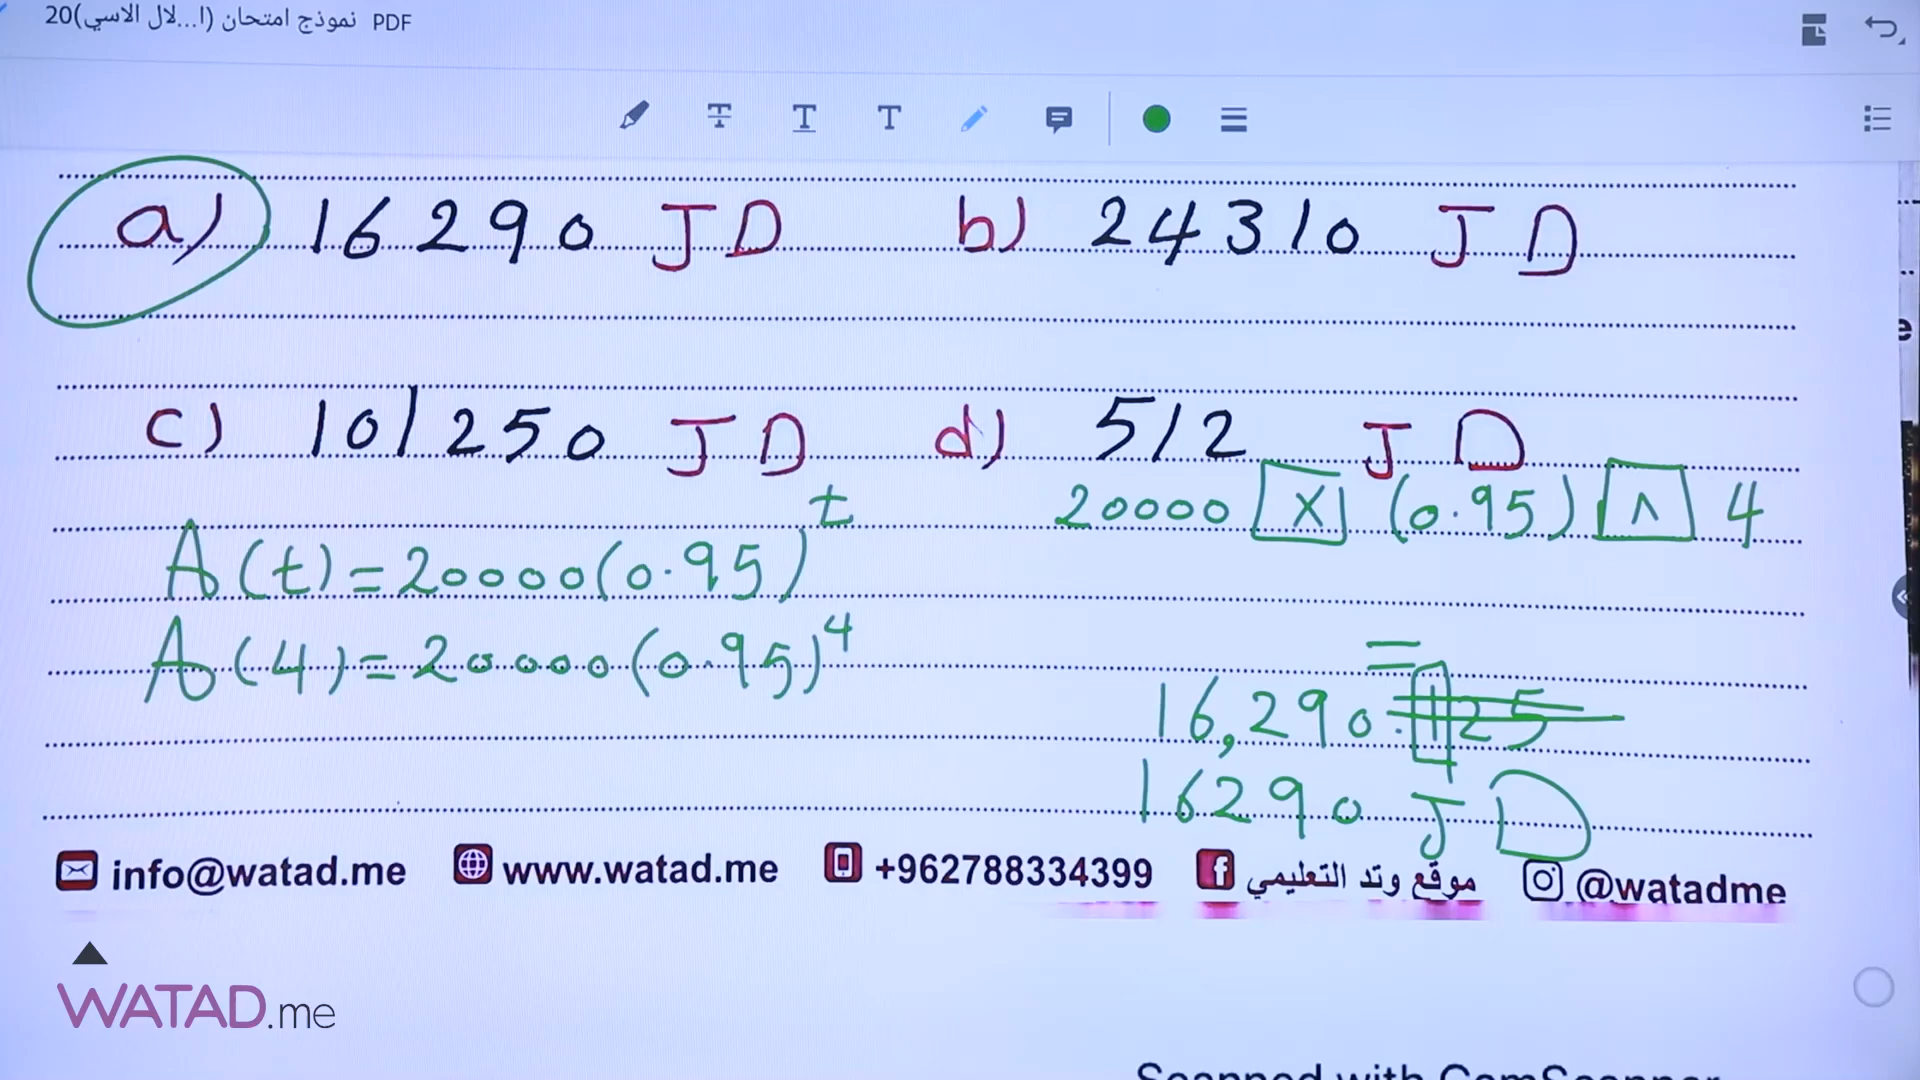 نموذج امتحان (ا...لال الاسي)20 PDF
a) 16290 JD b) 24310 JD
c) 10/250 JD d) 512 JD
20000 [X] (0.95) [^] 4
A(t)=20000(0.95)^t
A(4)=20000(0.95)^4
=
16,290.125
16290 JD
info@watad.me www.watad.me +962788334399 موقع وتد التعليمي @watadme
WATAD.me